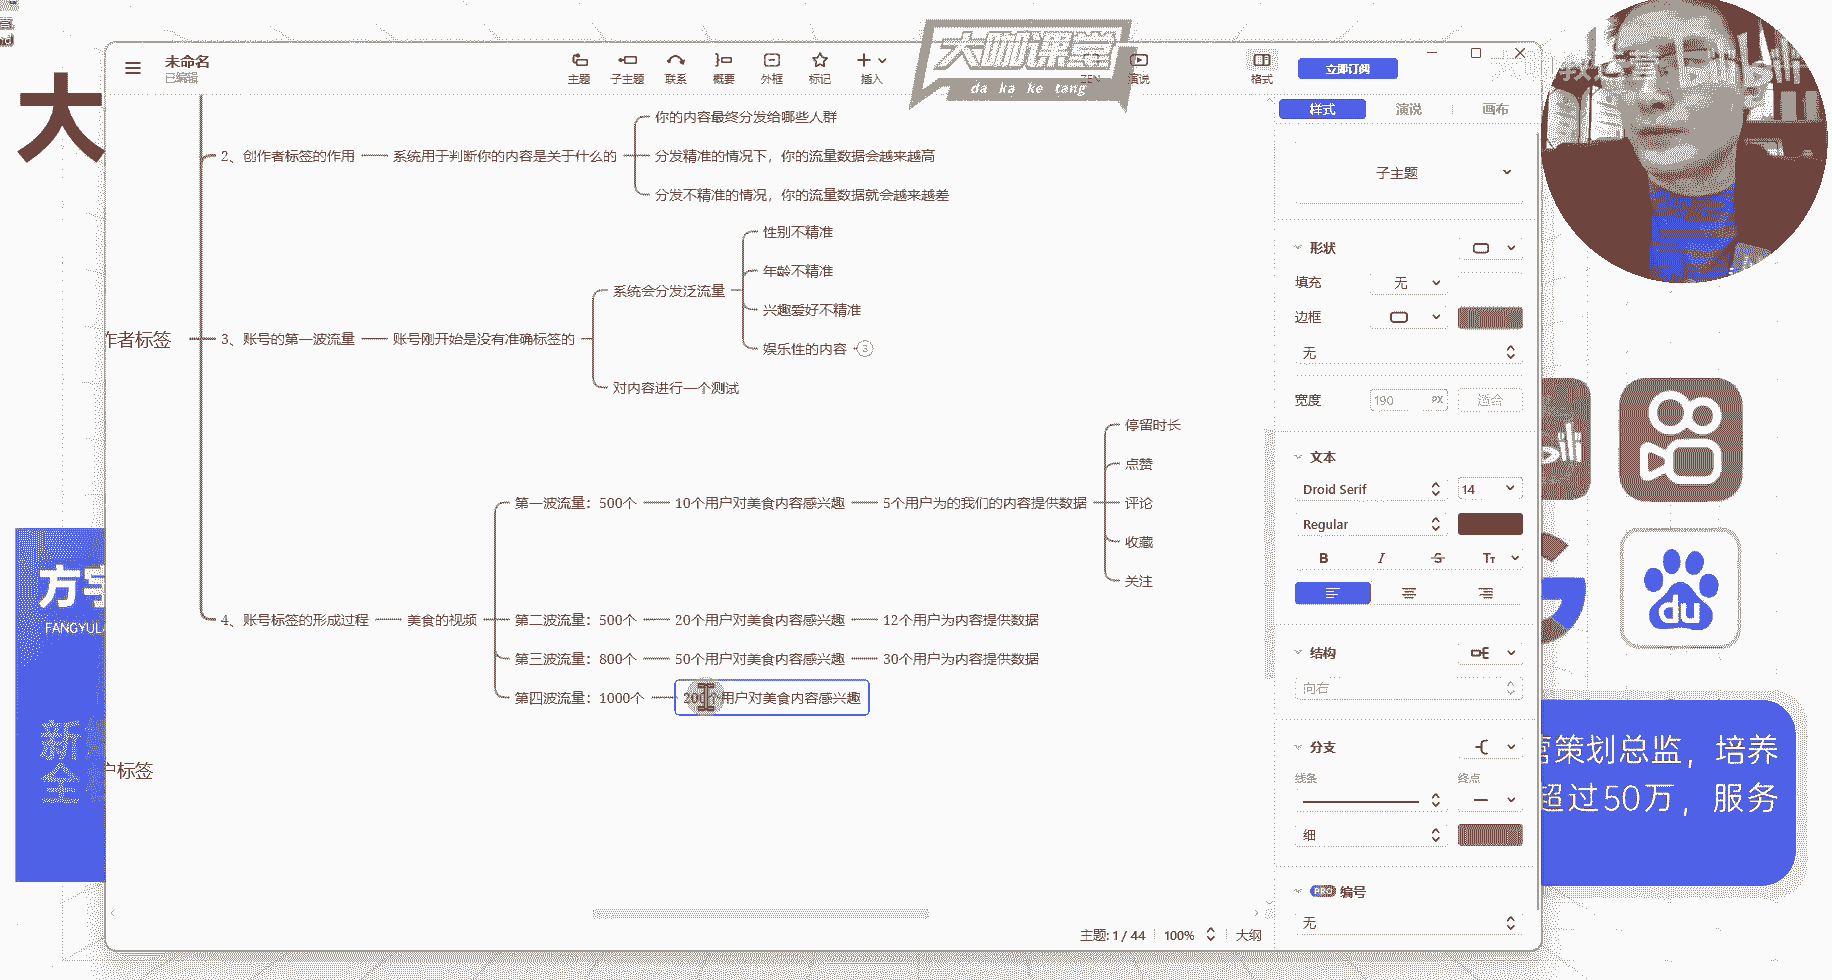 未命名
已编辑
主题
子主题
联系
概要
外框
标记
插入
ZEN
演说
格式
立即订阅
大咖课堂
da ka ke tang
大
样式
演说
画布
子主题
形状
填充
无
边框
无
宽度
190
PX
适合
文本
Droid Serif
14
Regular
B
I
S
Tт
结构
向右
分支
线条
终点
细
PRO
编号
无
你的内容最终分发给哪些人群
2、创作者标签的作用
系统用于判断你的内容是关于什么的
分发精准的情况下，你的流量数据会越来越高
分发不精准的情况，你的流量数据就会越来越差
性别不精准
年龄不精准
系统会分发泛流量
兴趣爱好不精准
作者标签
3、账号的第一波流量
账号刚开始是没有准确标签的
娱乐性的内容
3
对内容进行一个测试
停留时长
点赞
第一波流量：500个
10个用户对美食内容感兴趣
5个用户为的我们的内容提供数据
评论
收藏
关注
4、账号标签的形成过程
美食的视频
第二波流量：500个
20个用户对美食内容感兴趣
12个用户为内容提供数据
第三波流量：800个
50个用户对美食内容感兴趣
30个用户为内容提供数据
第四波流量：1000个
200个用户对美食内容感兴趣
户标签
主题: 1 / 44
100%
大纲
方宇
FANGYUL
新
全
du
营策划总监，培养
超过50万，服务